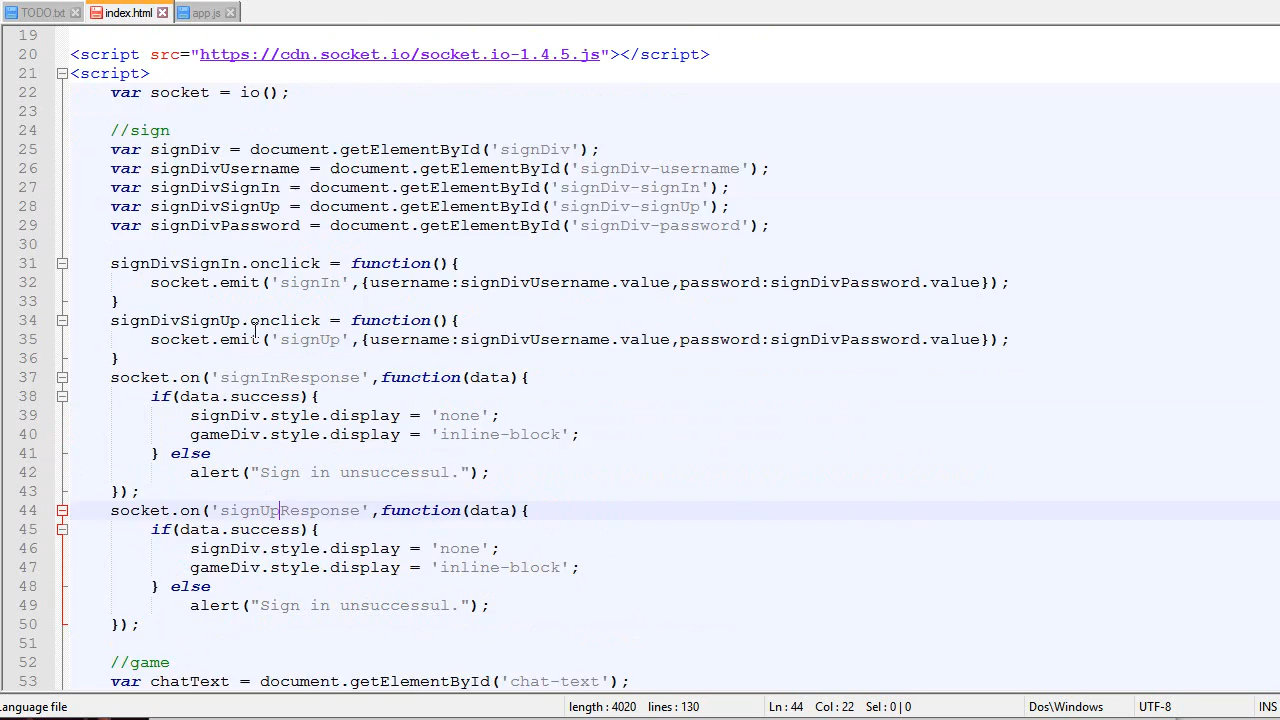 TODO.txt index.html app.js
19
20 <script src="https://cdn.socket.io/socket.io-1.4.5.js"></script>
21 <script>
22 var socket = io();
23
24 //sign
25 var signDiv = document.getElementById('signDiv');
26 var signDivUsername = document.getElementById('signDiv-username');
27 var signDivSignIn = document.getElementById('signDiv-signIn');
28 var signDivSignUp = document.getElementById('signDiv-signUp');
29 var signDivPassword = document.getElementById('signDiv-password');
30
31 signDivSignIn.onclick = function(){
32 socket.emit('signIn',{username:signDivUsername.value,password:signDivPassword.value});
33 }
34 signDivSignUp.onclick = function(){
35 socket.emit('signUp',{username:signDivUsername.value,password:signDivPassword.value});
36 }
37 socket.on('signInResponse',function(data){
38 if(data.success){
39 signDiv.style.display = 'none';
40 gameDiv.style.display = 'inline-block';
41 } else
42 alert("Sign in unsuccessul.");
43 });
44 socket.on('signUpResponse',function(data){
45 if(data.success){
46 signDiv.style.display = 'none';
47 gameDiv.style.display = 'inline-block';
48 } else
49 alert("Sign in unsuccessul.");
50 });
51
52 //game
53 var chatText = document.getElementById('chat-text');
Language file length : 4020 lines : 130 Ln : 44 Col : 22 Sel : 0 | 0 Dos\Windows UTF-8 INS